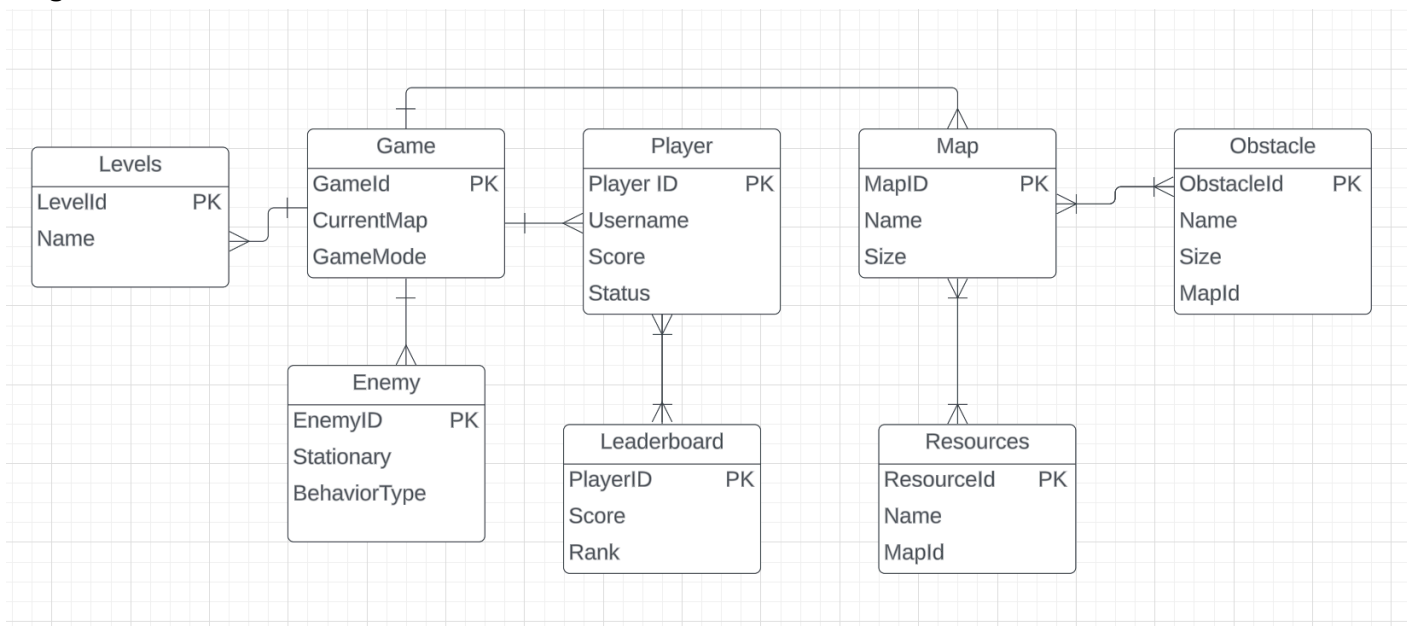 Levels
LevelId PK
Name
Game
GameId PK
CurrentMap
GameMode
Player
Player ID PK
Username
Score
Status
Map
MapID PK
Name
Size
Obstacle
ObstacleId PK
Name
Size
MapId
Enemy
EnemyID PK
Stationary
BehaviorType
Leaderboard
PlayerID PK
Score
Rank
Resources
ResourceId PK
Name
MapId